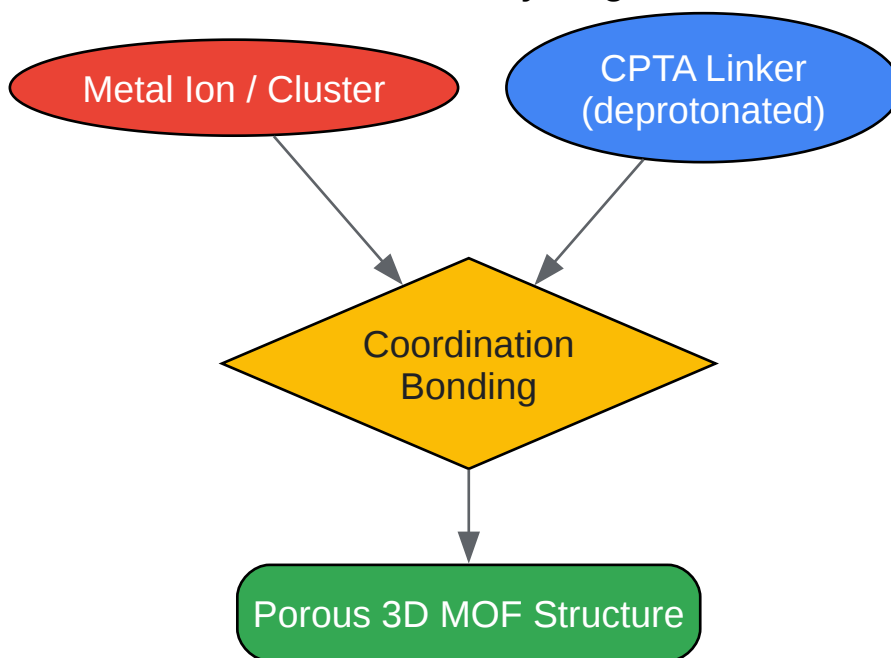 Metal Ion / Cluster
CPTA Linker
(deprotonated)
Coordination
Bonding
Porous 3D MOF Structure